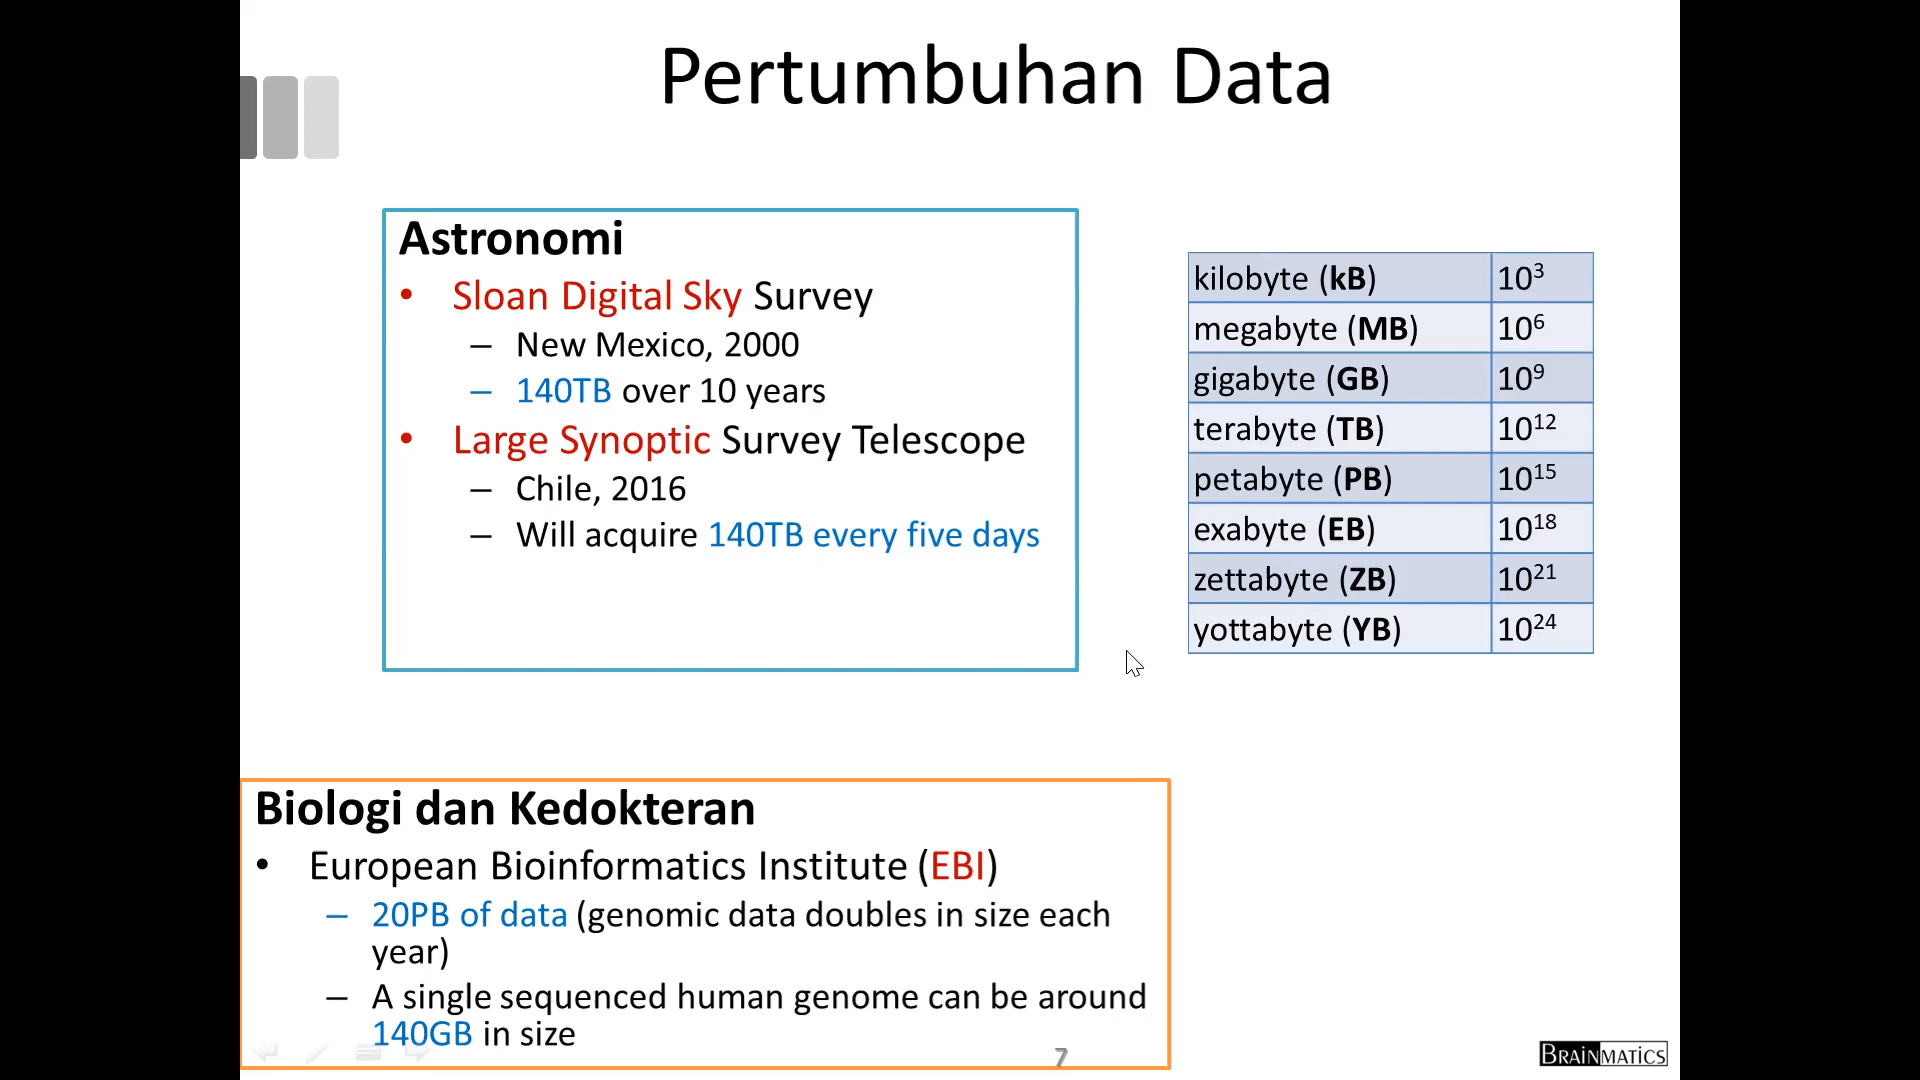 Pertumbuhan Data
Astronomi
• Sloan Digital Sky Survey
– New Mexico, 2000
– 140TB over 10 years
• Large Synoptic Survey Telescope
– Chile, 2016
– Will acquire 140TB every five days
kilobyte (kB) 10³
megabyte (MB) 10⁶
gigabyte (GB) 10⁹
terabyte (TB) 10¹²
petabyte (PB) 10¹⁵
exabyte (EB) 10¹⁸
zettabyte (ZB) 10²¹
yottabyte (YB) 10²⁴
Biologi dan Kedokteran
• European Bioinformatics Institute (EBI)
– 20PB of data (genomic data doubles in size each
year)
– A single sequenced human genome can be around
140GB in size
7
BRAINMATICS